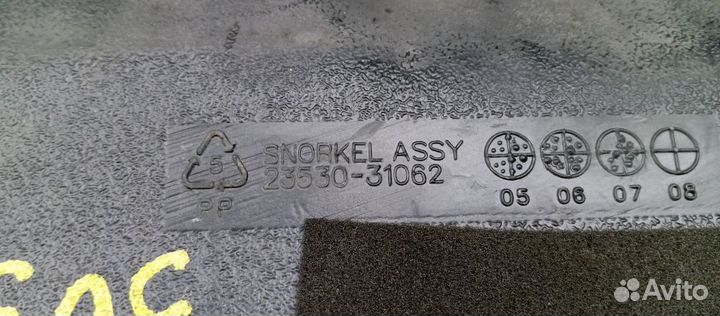 SNORKEL ASSY
23530-31062
5
PP
05 06 07 08
Avito